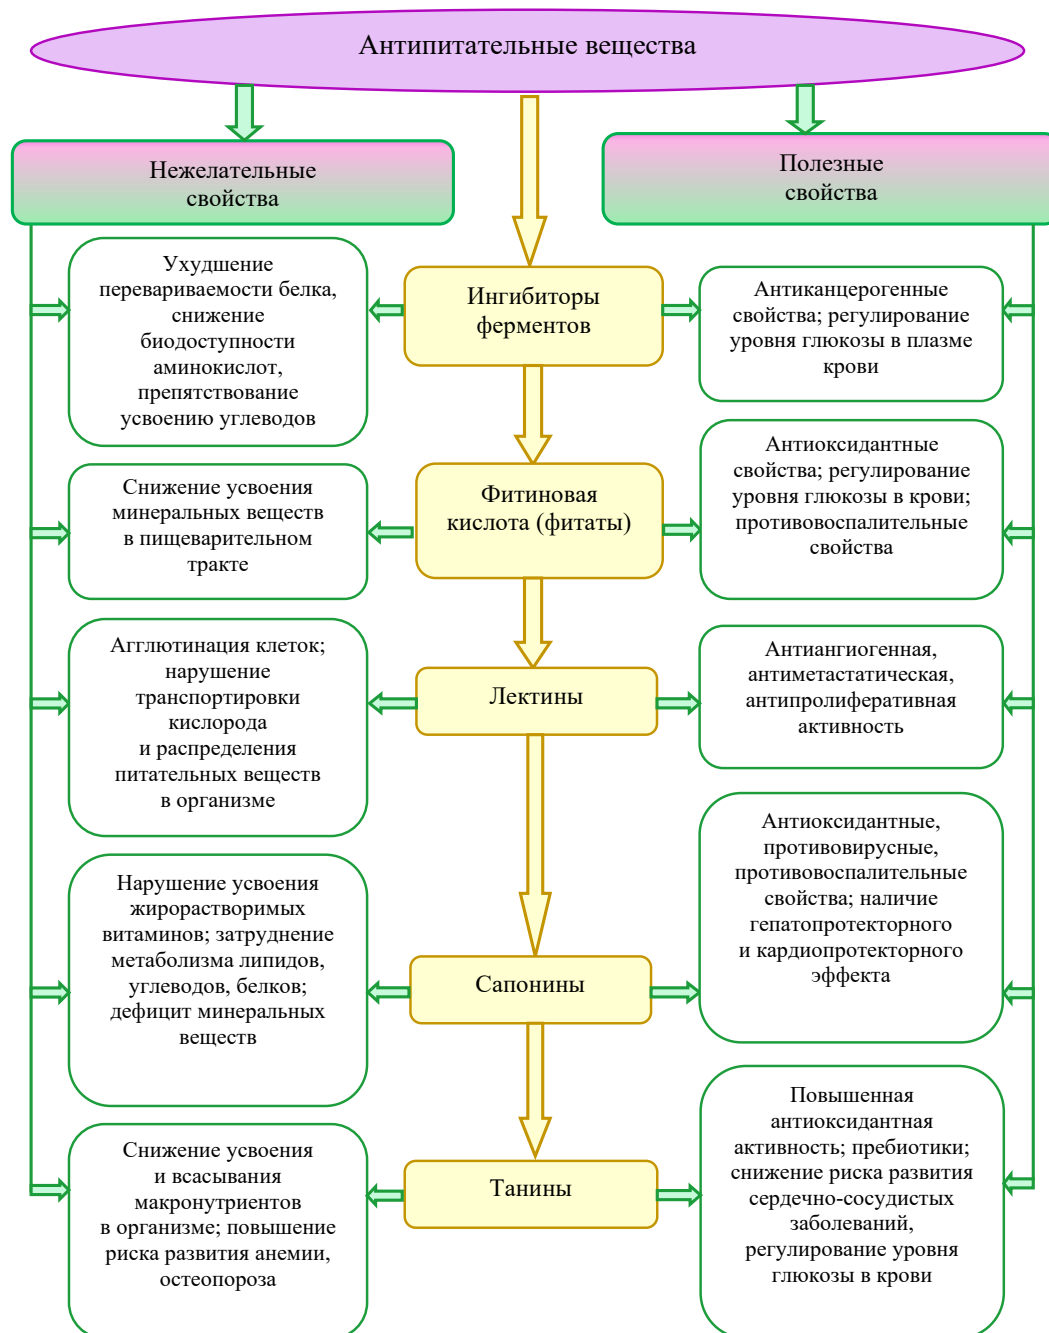 Антипитательные вещества
Нежелательные
свойства
Полезные
свойства
Ухудшение
перевариваемости белка,
снижение
биодоступности
аминокислот,
препятствование
усвоению углеводов
Ингибиторы
ферментов
Антиканцерогенные
свойства; регулирование
уровня глюкозы в плазме
крови
Снижение усвоения
минеральных веществ
в пищеварительном
тракте
Фитиновая
кислота (фитаты)
Антиоксидантные
свойства; регулирование
уровня глюкозы в крови;
противовоспалительные
свойства
Агглютинация клеток;
нарушение
транспортировки
кислорода
и распределения
питательных веществ
в организме
Лектины
Антиангиогенная,
антиметастатическая,
антипролиферативная
активность
Нарушение усвоения
жирорастворимых
витаминов; затруднение
метаболизма липидов,
углеводов, белков;
дефицит минеральных
веществ
Сапонины
Антиоксидантные,
противовирусные,
противовоспалительные
свойства; наличие
гепатопротекторного
и кардиопротекторного
эффекта
Снижение усвоения
и всасывания
макронутриентов
в организме; повышение
риска развития анемии,
остеопороза
Танины
Повышенная
антиоксидантная
активность; пребиотики;
снижение риска развития
сердечно-сосудистых
заболеваний,
регулирование уровня
глюкозы в крови